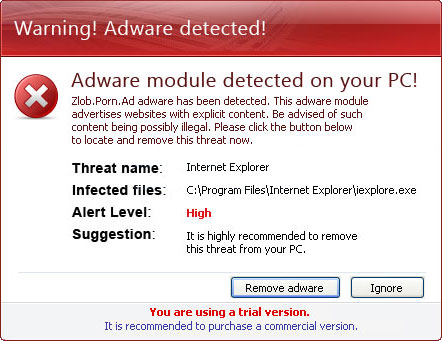 Warning! Adware detected!
Adware module detected on your PC!
Zlob.Porn.Ad adware has been detected. This adware module
advertises websites with explicit content. Be advised of such
content being possibly illegal. Please click the button below
to locate and remove this threat now.
Threat name: Internet Explorer
Infected files: C:\Program Files\Internet Explorer\iexplore.exe
Alert Level: High
Suggestion: It is highly recommended to remove
this threat from your PC.
Remove adware Ignore
You are using a trial version.
It is recommended to purchase a commercial version.